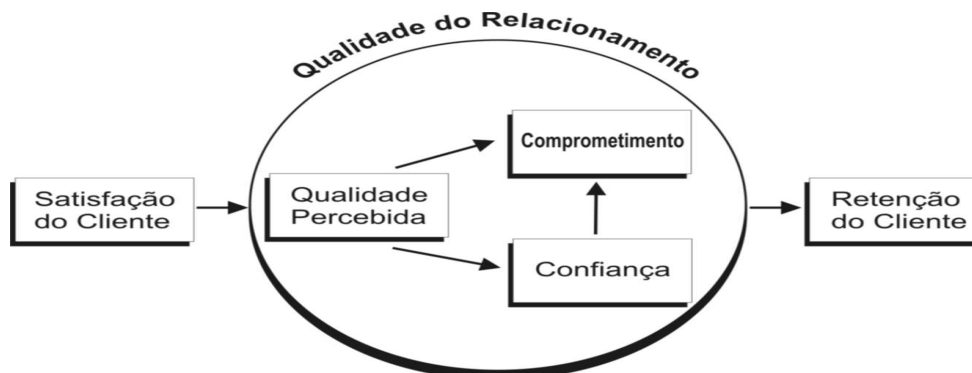 Qualidade do Relacionamento
Comprometimento
Satisfação
do Cliente
Qualidade
Percebida
Confiança
Retenção
do Cliente